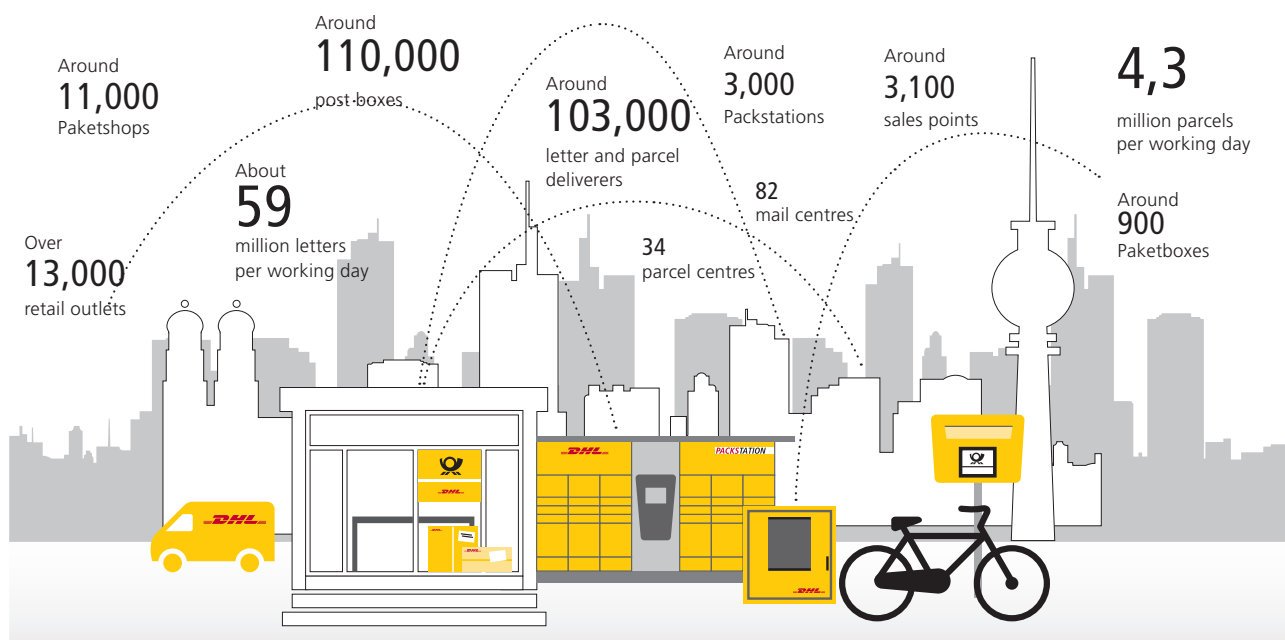 Around
11,000
Paketshops
Around
110,000
post boxes
Around
103,000
letter and parcel
deliverers
Around
3,000
Packstations
Around
3,100
sales points
4,3
million parcels
per working day
Over
13,000
retail outlets
About
59
million letters
per working day
34
parcel centres
82
mail centres
Around
900
Paketboxes
DHL
DHL
DHL
PACKSTATION
DHL